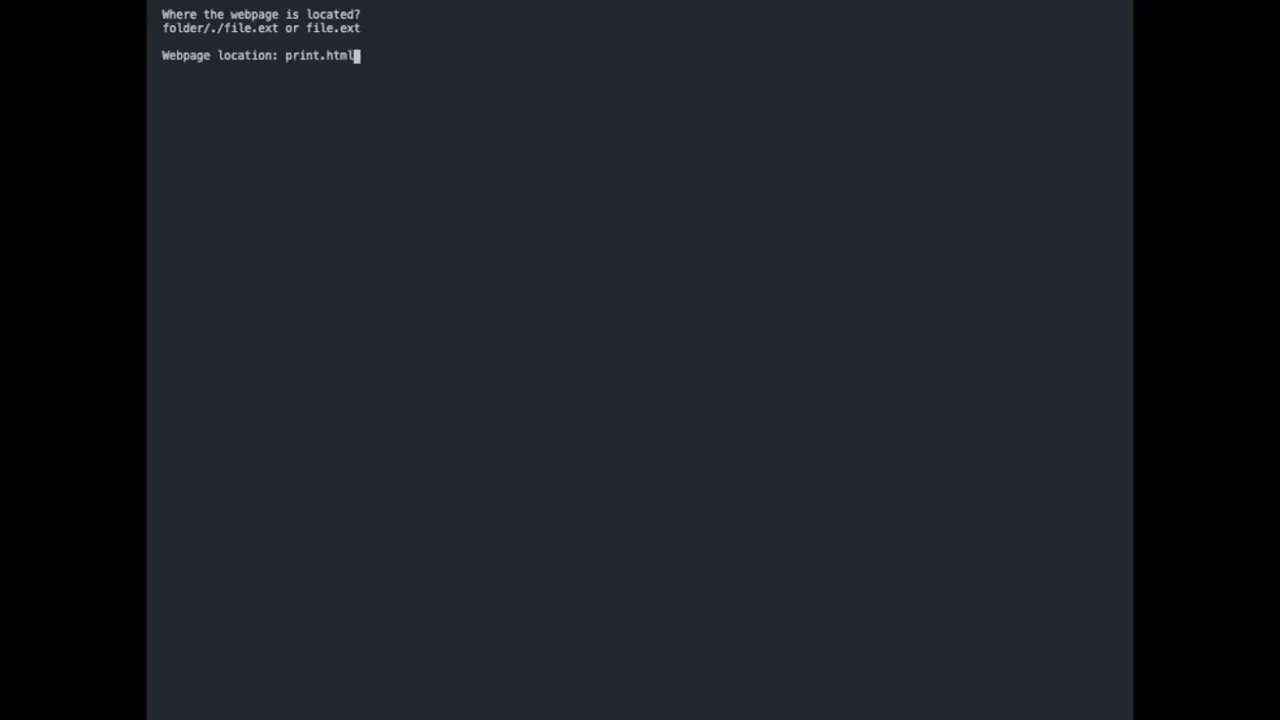 Where the webpage is located?
folder/./file.ext or file.ext
Webpage location: print.html